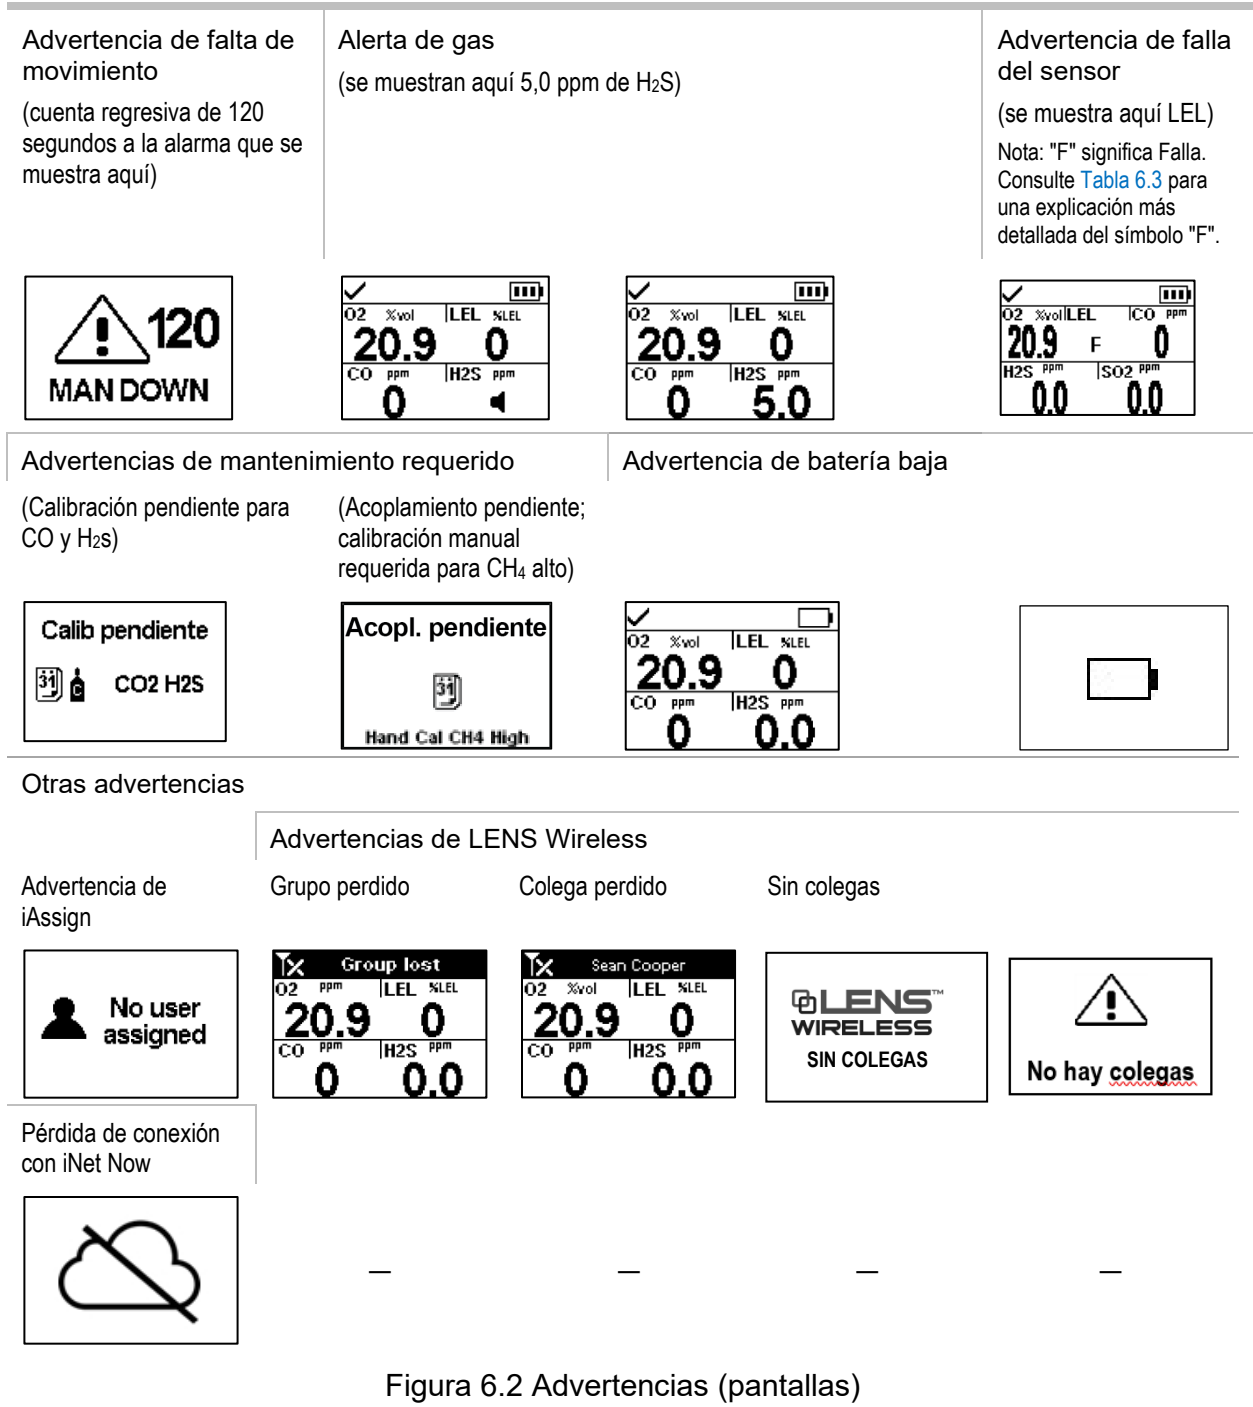 Advertencia de falta de
movimiento
(cuenta regresiva de 120
segundos a la alarma que se
muestra aquí)
Alerta de gas
(se muestran aquí 5,0 ppm de H2S)
Advertencia de falla
del sensor
(se muestra aquí LEL)
Nota: "F" significa Falla.
Consulte Tabla 6.3 para
una explicación más
detallada del símbolo "F".
120
MAN DOWN
O2 %vol LEL %LEL
20.9 0
CO ppm H2S ppm
0
O2 %vol LEL %LEL
20.9 0
CO ppm H2S ppm
0 5.0
O2 %vol LEL CO ppm
20.9 F 0
H2S ppm SO2 ppm
0.0 0.0
Advertencias de mantenimiento requerido
Advertencia de batería baja
(Calibración pendiente para
CO y H2s)
(Acoplamiento pendiente;
calibración manual
requerida para CH4 alto)
Calib pendiente
31 C CO2 H2S
Acopl. pendiente
31
Hand Cal CH4 High
O2 %vol LEL %LEL
20.9 0
CO ppm H2S ppm
0 0.0
Otras advertencias
Advertencias de LENS Wireless
Advertencia de
iAssign
Grupo perdido
Colega perdido
Sin colegas
No user
assigned
Group lost
O2 ppm LEL %LEL
20.9 0
CO ppm H2S ppm
0 0.0
Sean Cooper
O2 %vol LEL %LEL
20.9 0
CO ppm H2S ppm
0 0.0
LENS™
WIRELESS
SIN COLEGAS
No hay colegas
Pérdida de conexión
con iNet Now
— — — —
Figura 6.2 Advertencias (pantallas)